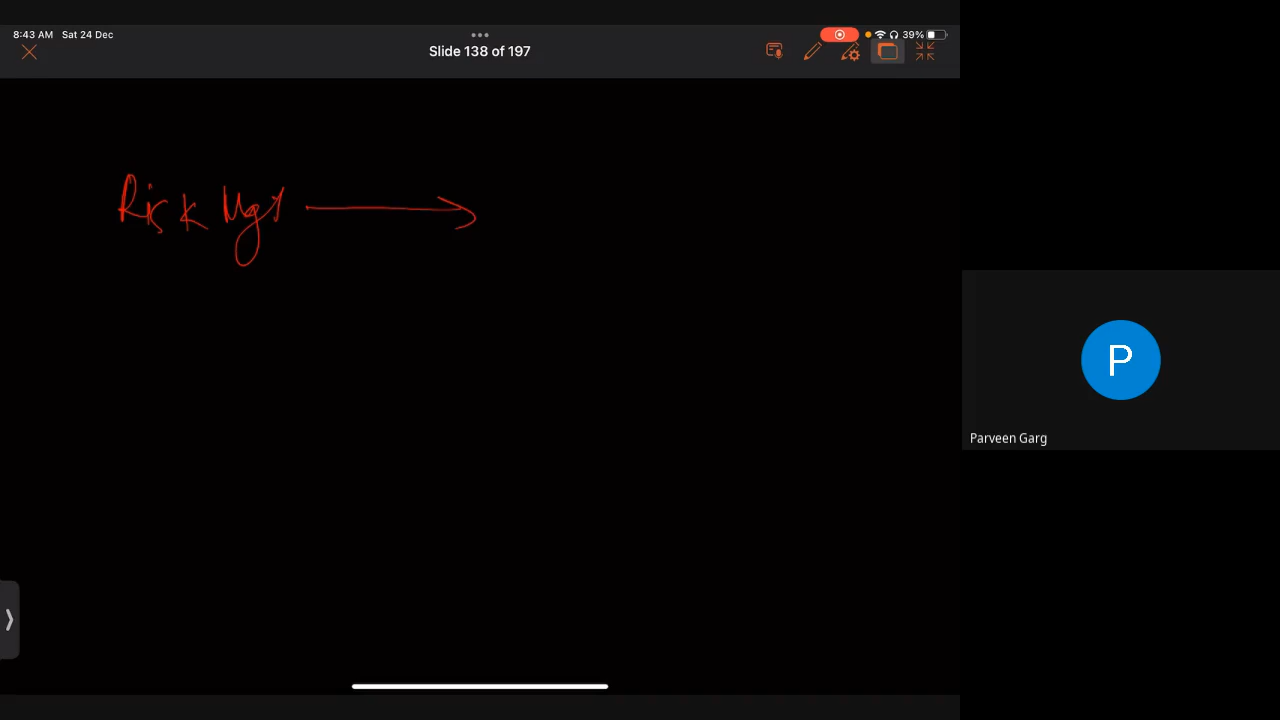 8:43 AM Sat 24 Dec
39%
Slide 138 of 197
Risk Mgt
P
Parveen Garg